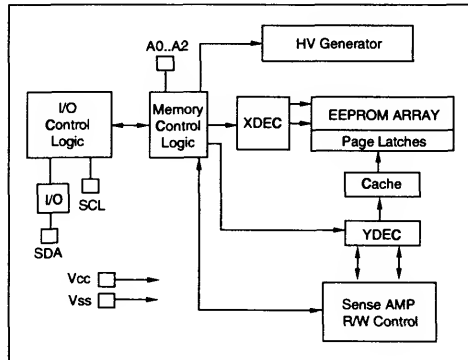 A0..A2
HV Generator
I/O
Control
Logic
Memory
Control
Logic
XDEC
EEPROM ARRAY
Page Latches
Cache
I/O
SCL
YDEC
SDA
Vcc
Vss
Sense AMP
R/W Control